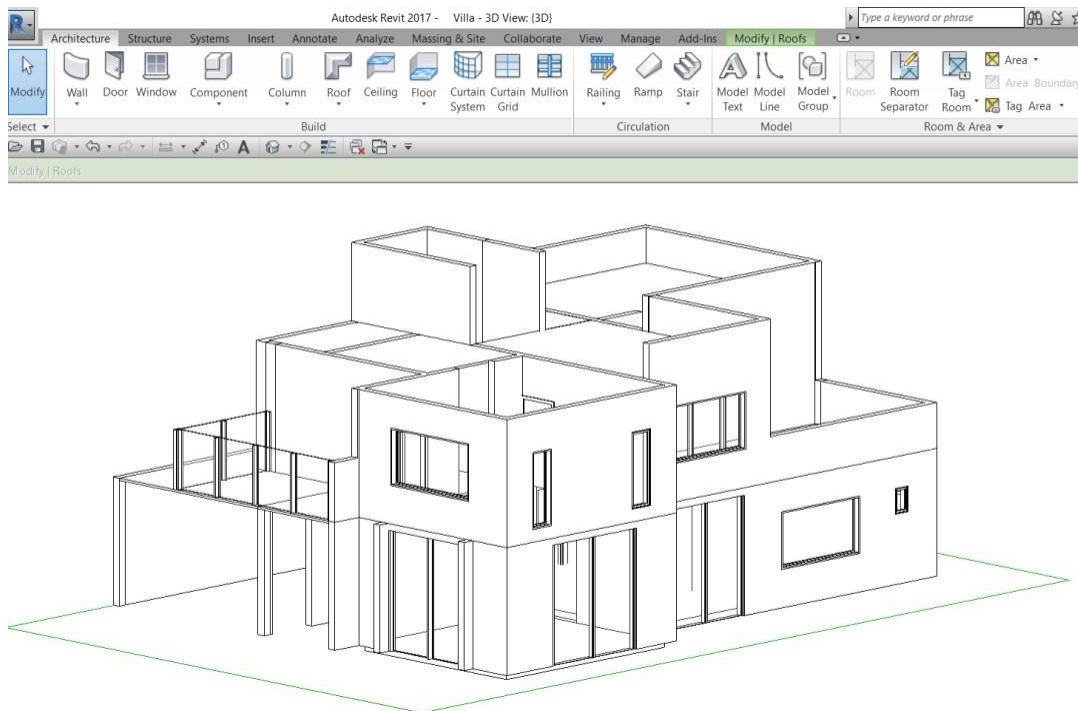 Autodesk Revit 2017 - Villa - 3D View: {3D}
Type a keyword or phrase
R
Architecture Structure Systems Insert Annotate Analyze Massing & Site Collaborate View Manage Add-Ins Modify | Roofs
Modify Wall Door Window Component Column Roof Ceiling Floor Curtain System Curtain Grid Mullion Railing Ramp Stair Model Text Model Line Model Group Room Room Separator Tag Room Area Area Boundary Tag Area
Select Build Circulation Model Room & Area
A
Modify | Roofs